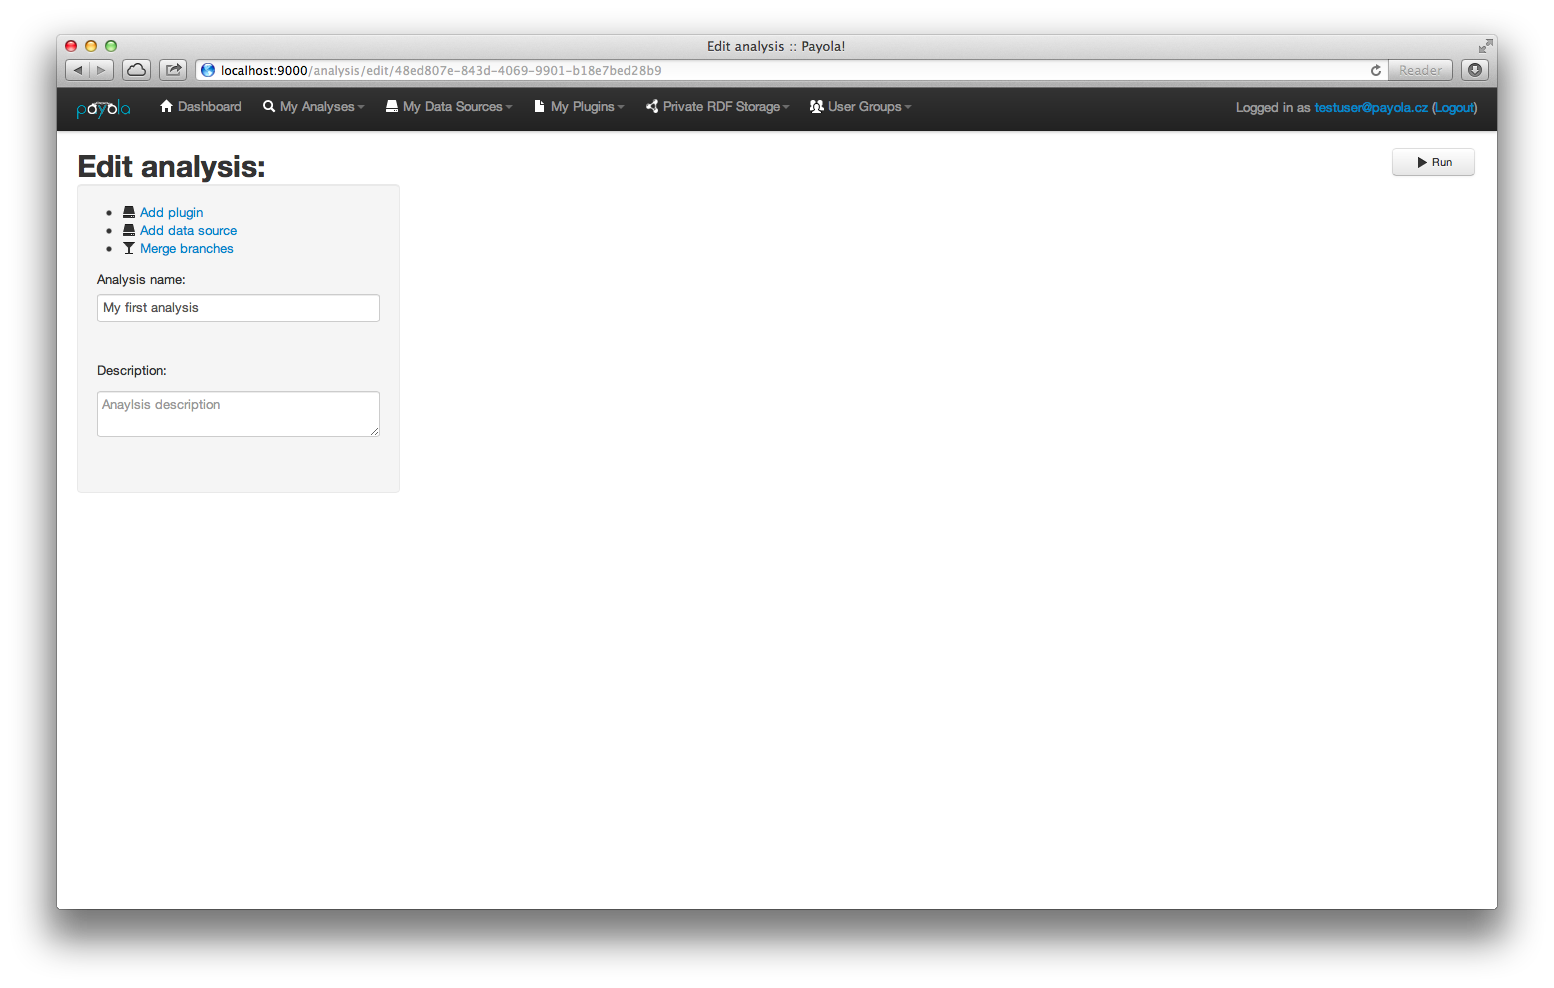 Edit analysis :: Payola!
localhost:9000/analysis/edit/48ed807e-843d-4069-9901-b18e7bed28b9 Reader
payola Dashboard My Analyses My Data Sources My Plugins Private RDF Storage User Groups Logged in as testuser@payola.cz (Logout)
Edit analysis:
Run
Add plugin
Add data source
Merge branches
Analysis name:
My first analysis
Description:
Anaylsis description